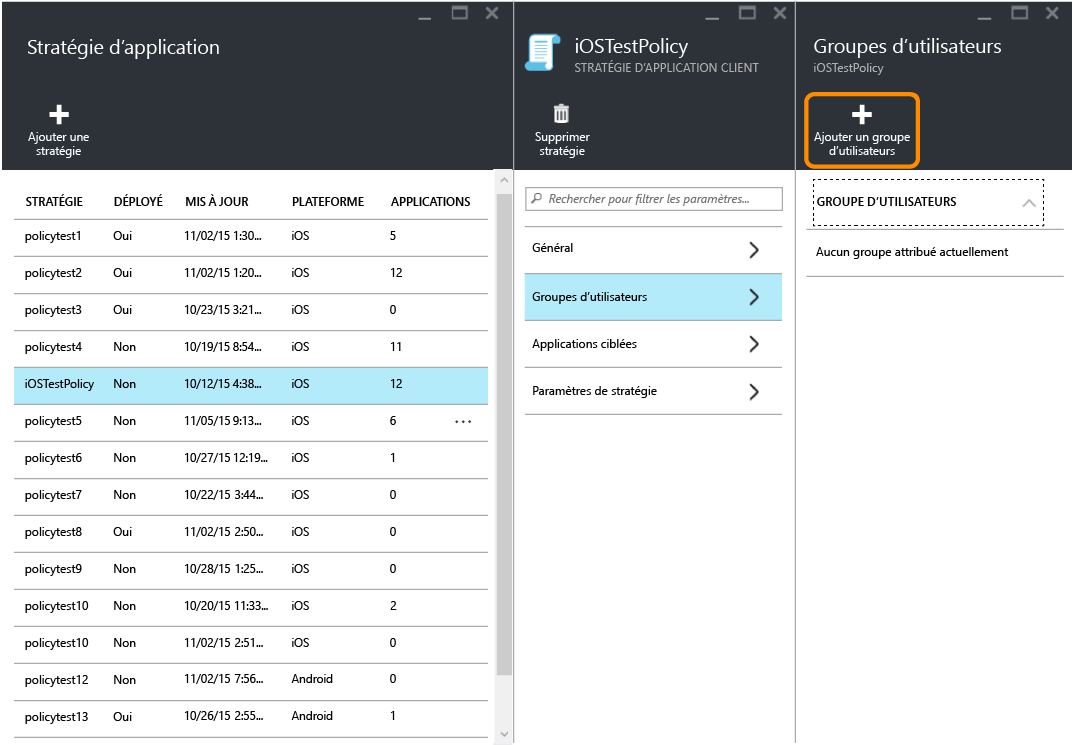 Stratégie d’application
Ajouter une
stratégie
STRATÉGIE DÉPLOYÉ MIS À JOUR PLATEFORME APPLICATIONS
policytest1 Oui 11/02/15 1:30... iOS 5
policytest2 Oui 11/02/15 1:20... iOS 12
policytest3 Oui 10/23/15 3:21... iOS 0
policytest4 Non 10/19/15 8:54... iOS 11
iOSTestPolicy Non 10/12/15 4:38... iOS 12
policytest5 Non 11/05/15 9:13... iOS 6 ...
policytest6 Non 10/27/15 12:19... iOS 1
policytest7 Non 10/22/15 3:44... iOS 0
policytest8 Oui 11/02/15 2:50... iOS 0
policytest9 Non 10/28/15 1:25... iOS 0
policytest10 Non 10/20/15 11:33... iOS 2
policytest10 Non 11/02/15 2:51... iOS 0
policytest12 Non 11/02/15 7:56... Android 0
policytest13 Oui 10/26/15 2:55... Android 1
iOSTestPolicy
STRATÉGIE D’APPLICATION CLIENT
Supprimer
stratégie
Rechercher pour filtrer les paramètres...
Général
Groupes d’utilisateurs
Applications ciblées
Paramètres de stratégie
Groupes d’utilisateurs
iOSTestPolicy
Ajouter un groupe
d’utilisateurs
GROUPE D’UTILISATEURS
Aucun groupe attribué actuellement